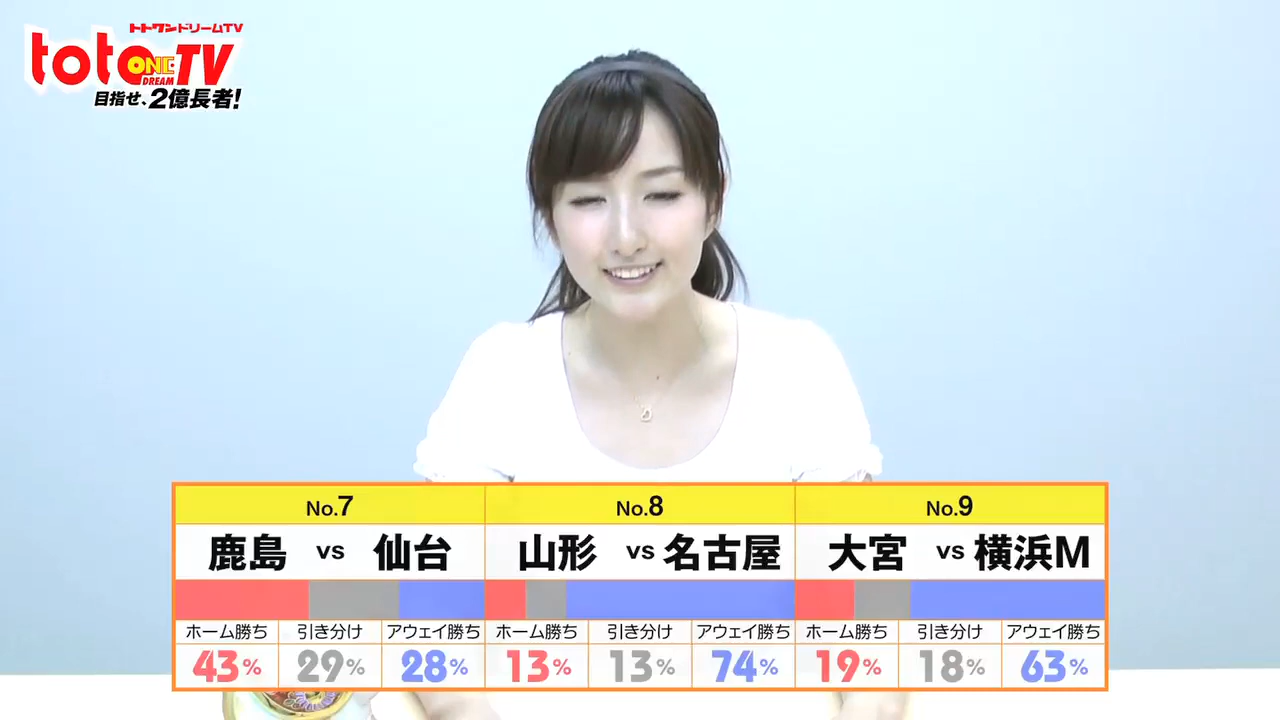 トトワンドリームTV
toto ONE DREAM TV
目指せ、2億長者!
No.7 No.8 No.9
鹿島 vs 仙台 山形 vs 名古屋 大宮 vs 横浜M
ホーム勝ち 引き分け アウェイ勝ち ホーム勝ち 引き分け アウェイ勝ち ホーム勝ち 引き分け アウェイ勝ち
43% 29% 28% 13% 13% 74% 19% 18% 63%